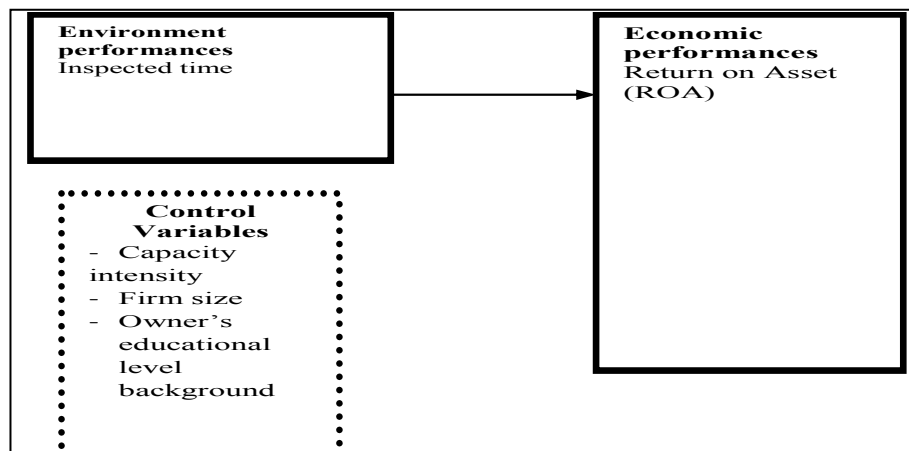 Environment
performances
Inspected time
Economic
performances
Return on Asset
(ROA)
Control
Variables
- Capacity
intensity
- Firm size
- Owner’s
educational
level
background